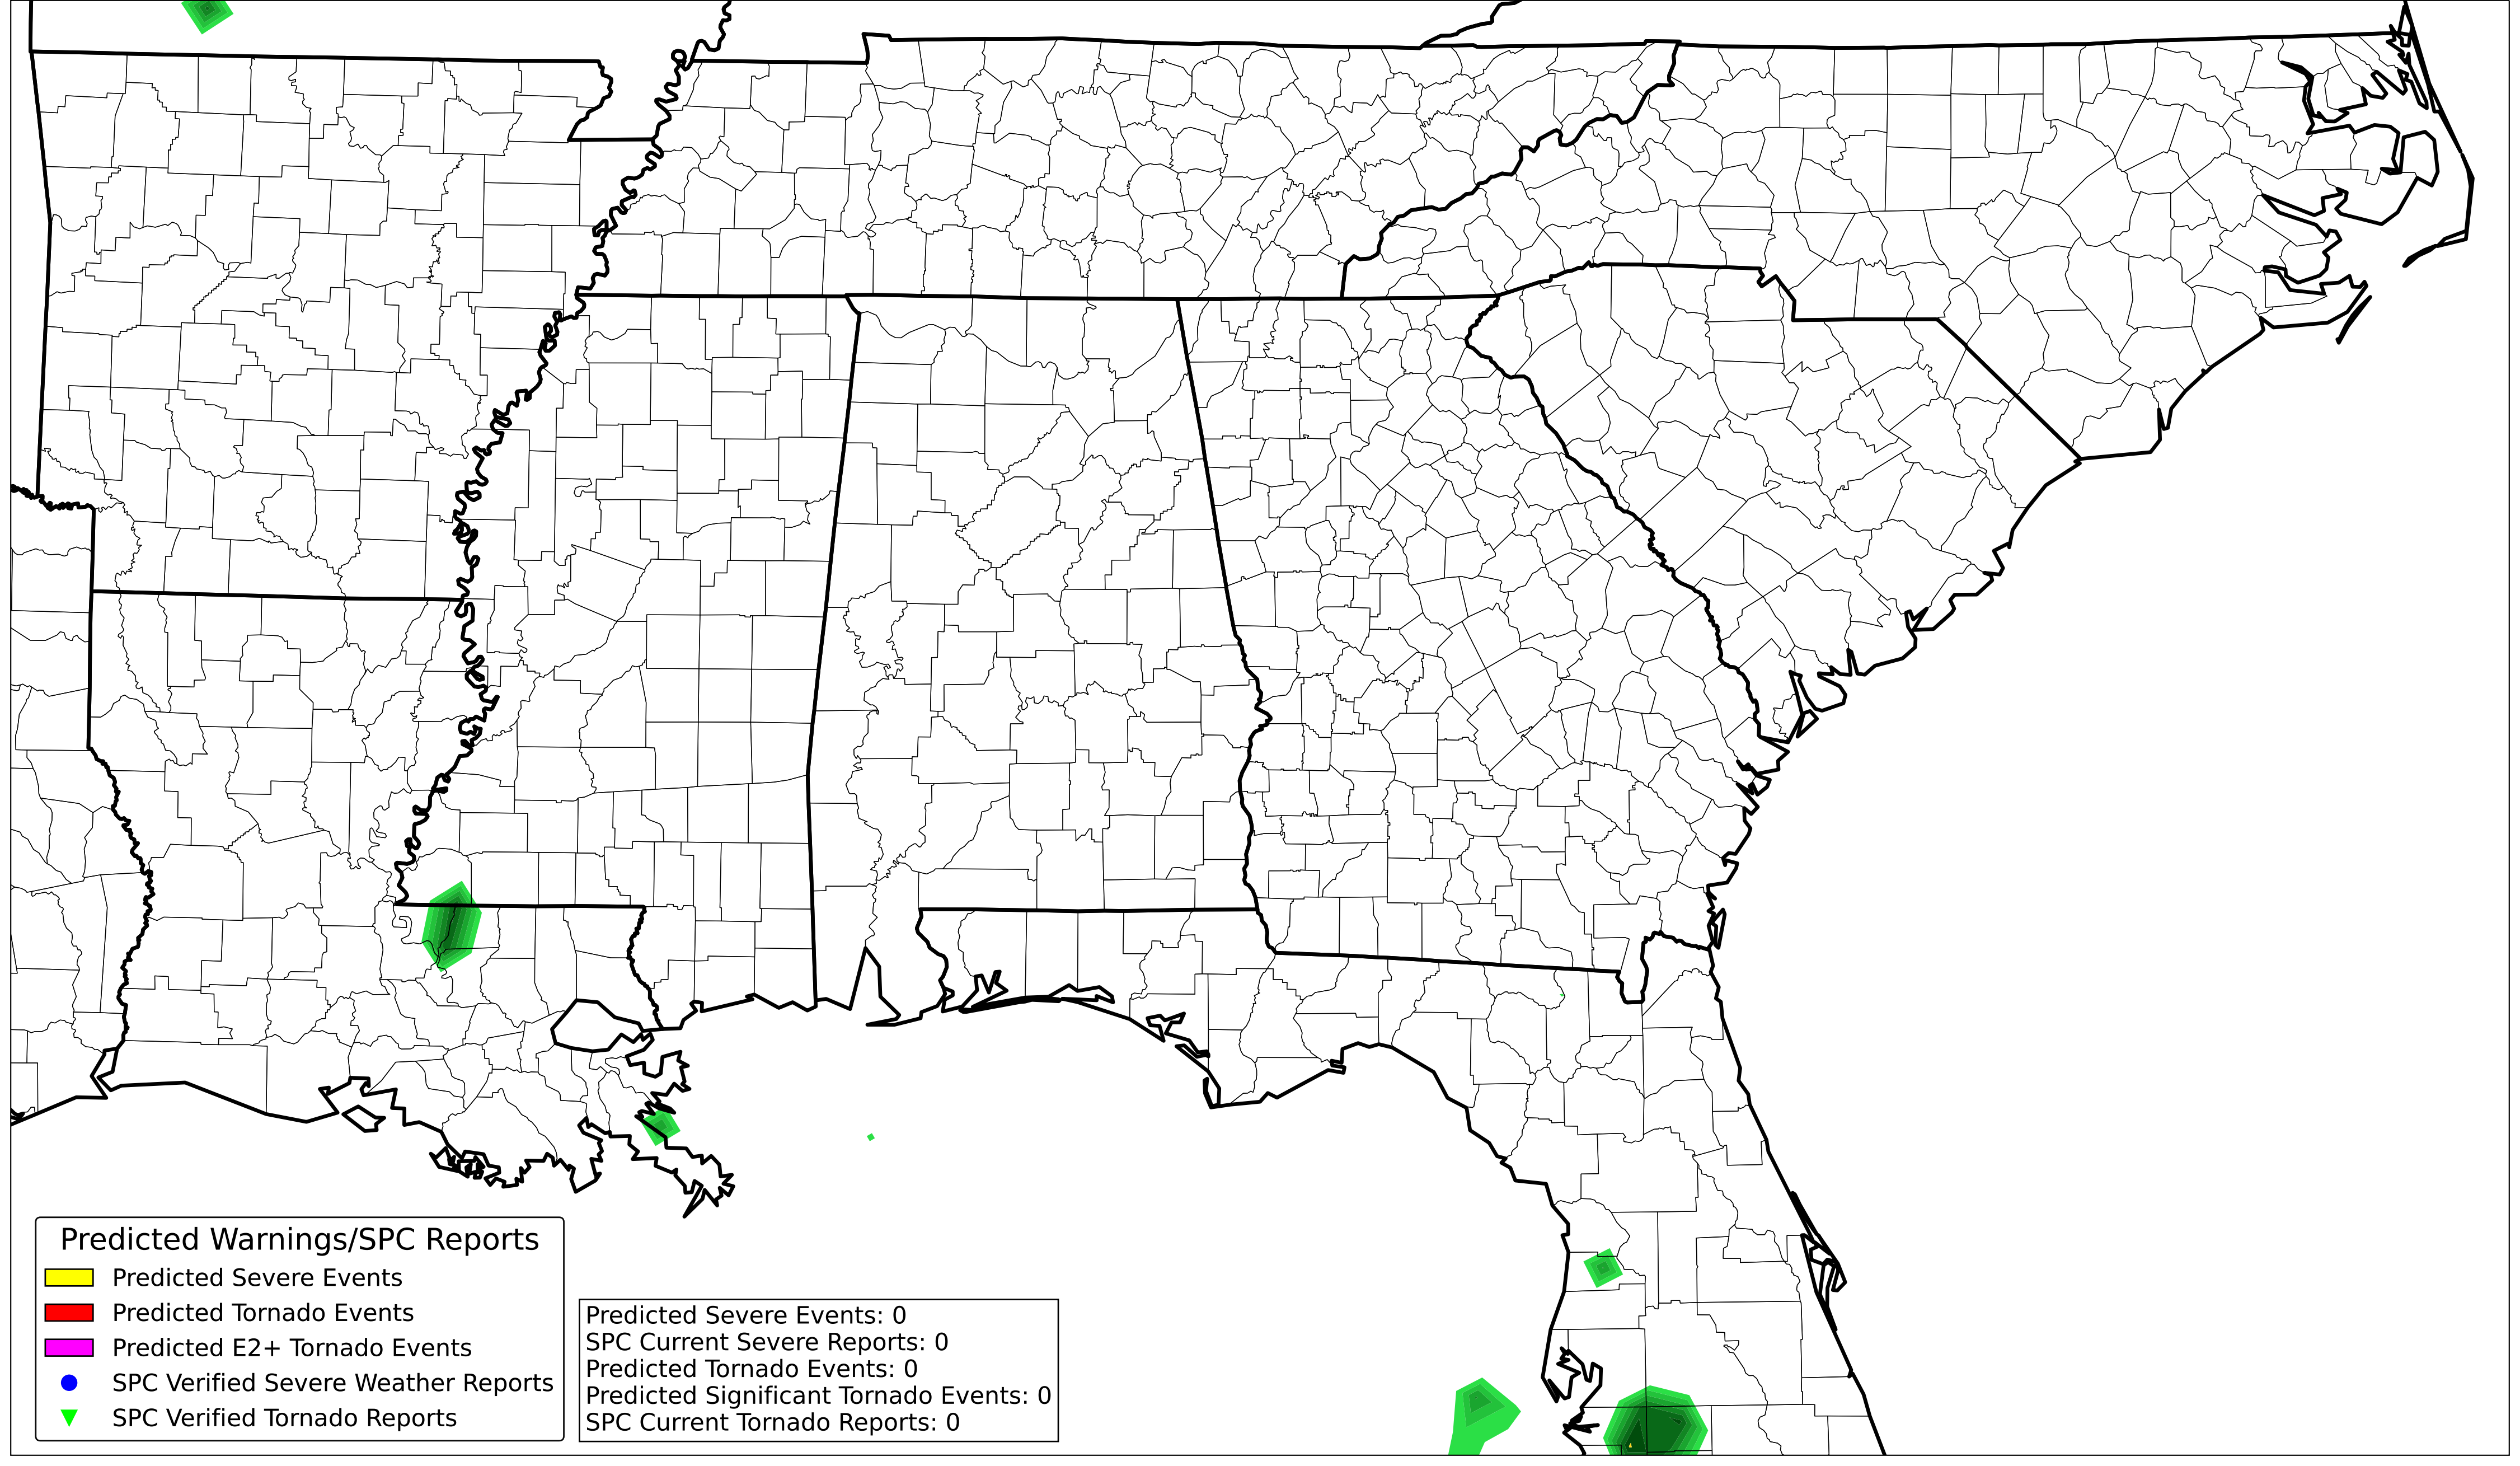 Predicted Warnings/SPC Reports
Predicted Severe Events
Predicted Tornado Events
Predicted E2+ Tornado Events
SPC Verified Severe Weather Reports
SPC Verified Tornado Reports
Predicted Severe Events: 0
SPC Current Severe Reports: 0
Predicted Tornado Events: 0
Predicted Significant Tornado Events: 0
SPC Current Tornado Reports: 0